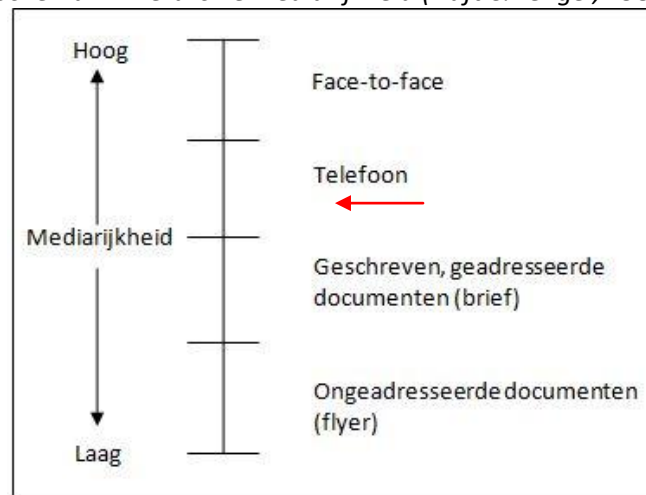 Hoog
Face-to-face
Telefoon
Mediarijkheid
Geschreven, geadresseerde
documenten (brief)
Ongeadresseerde documenten
(flyer)
Laag